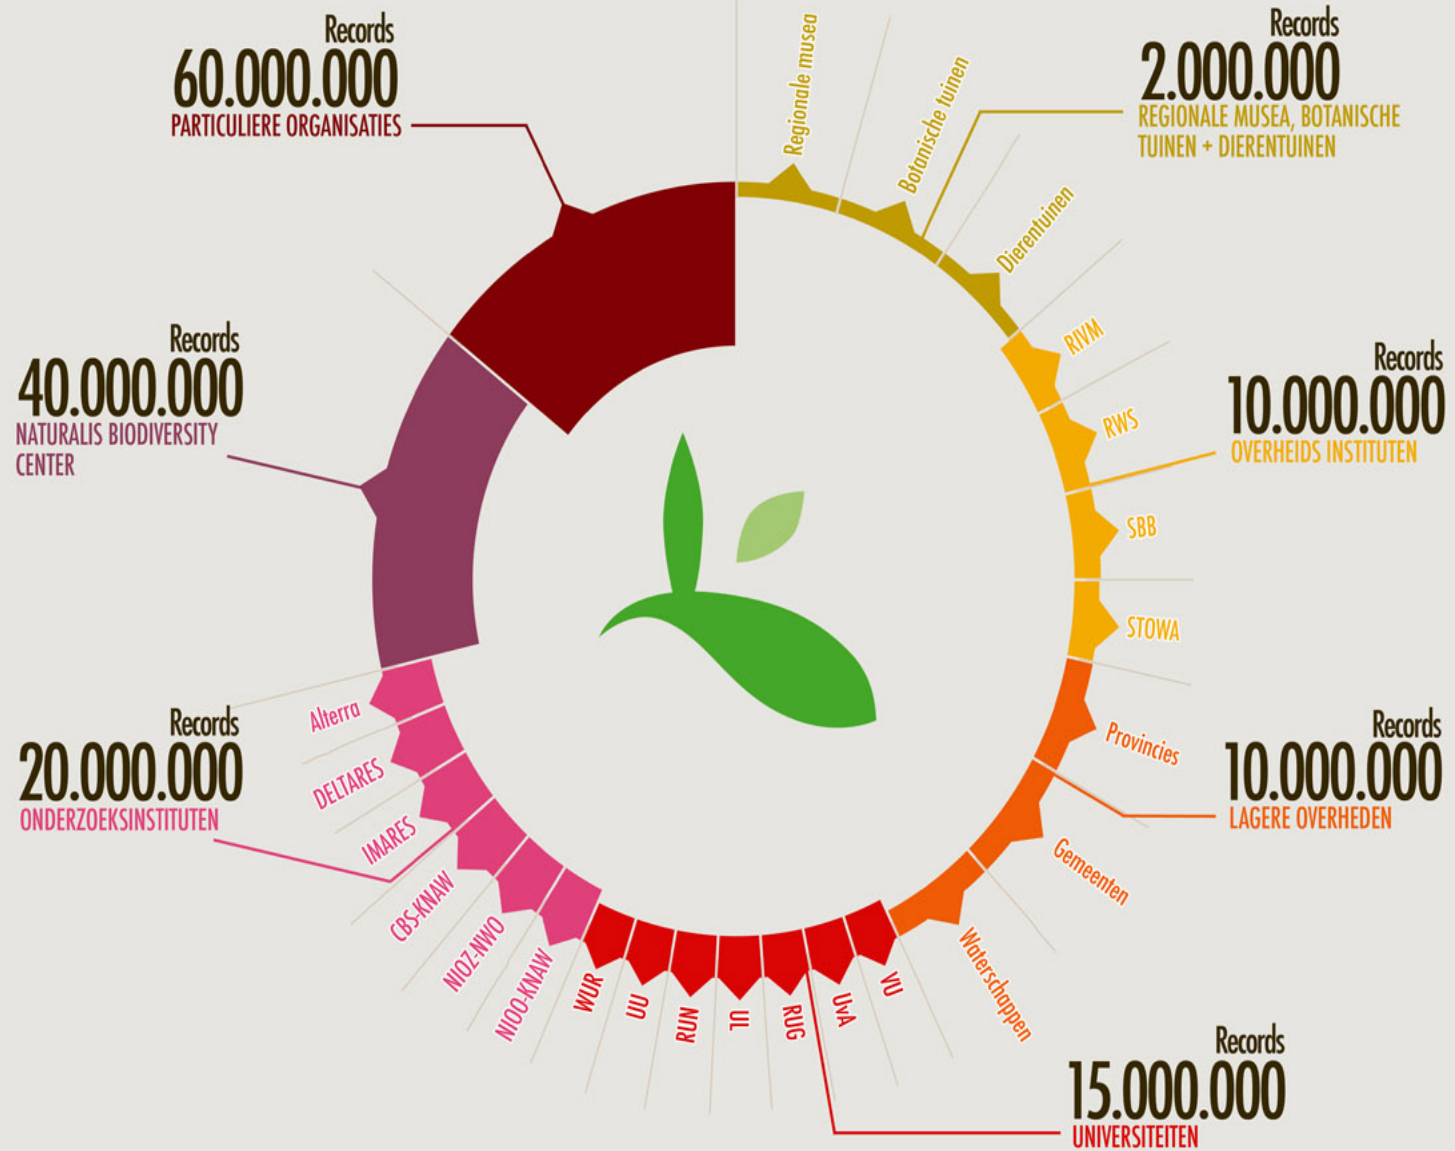 Records
60.000.000
PARTICULIERE ORGANISATIES
Records
2.000.000
REGIONALE MUSEA, BOTANISCHE
TUINEN + DIERENTUINEN
Regionale musea
Botanische tuinen
Dierentuinen
RIVM
RWS
SBB
STOWA
Records
10.000.000
OVERHEIDS INSTITUTEN
Provincies
Gemeenten
Waterschappen
Records
10.000.000
LAGERE OVERHEDEN
VU
UvA
RUG
UL
RUN
UU
WUR
Records
15.000.000
UNIVERSITEITEN
NIOO-KNAW
NIOZ-NWO
CBS-KNAW
IMARES
DELTARES
Alterra
Records
20.000.000
ONDERZOEKSINSTITUTEN
Records
40.000.000
NATURALIS BIODIVERSITY
CENTER